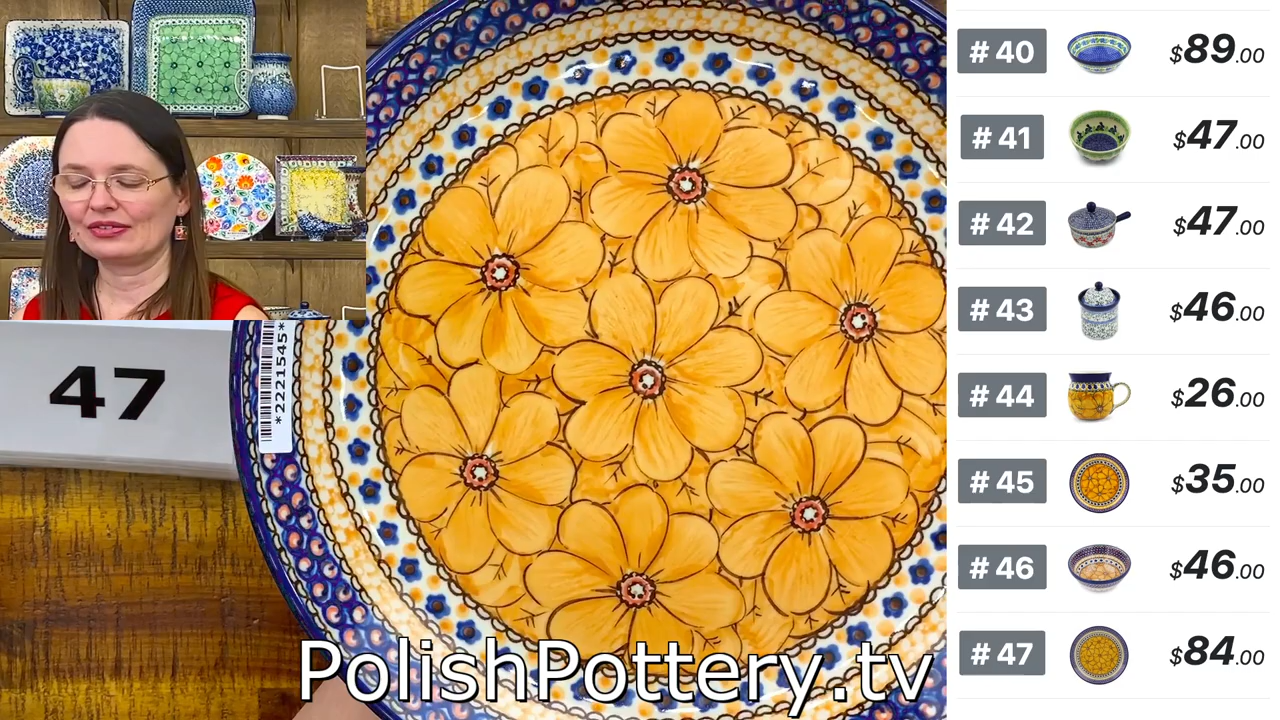 47
*2221545*
PolishPottery.tv
# 40 $89.00
# 41 $47.00
# 42 $47.00
# 43 $46.00
# 44 $26.00
# 45 $35.00
# 46 $46.00
# 47 $84.00